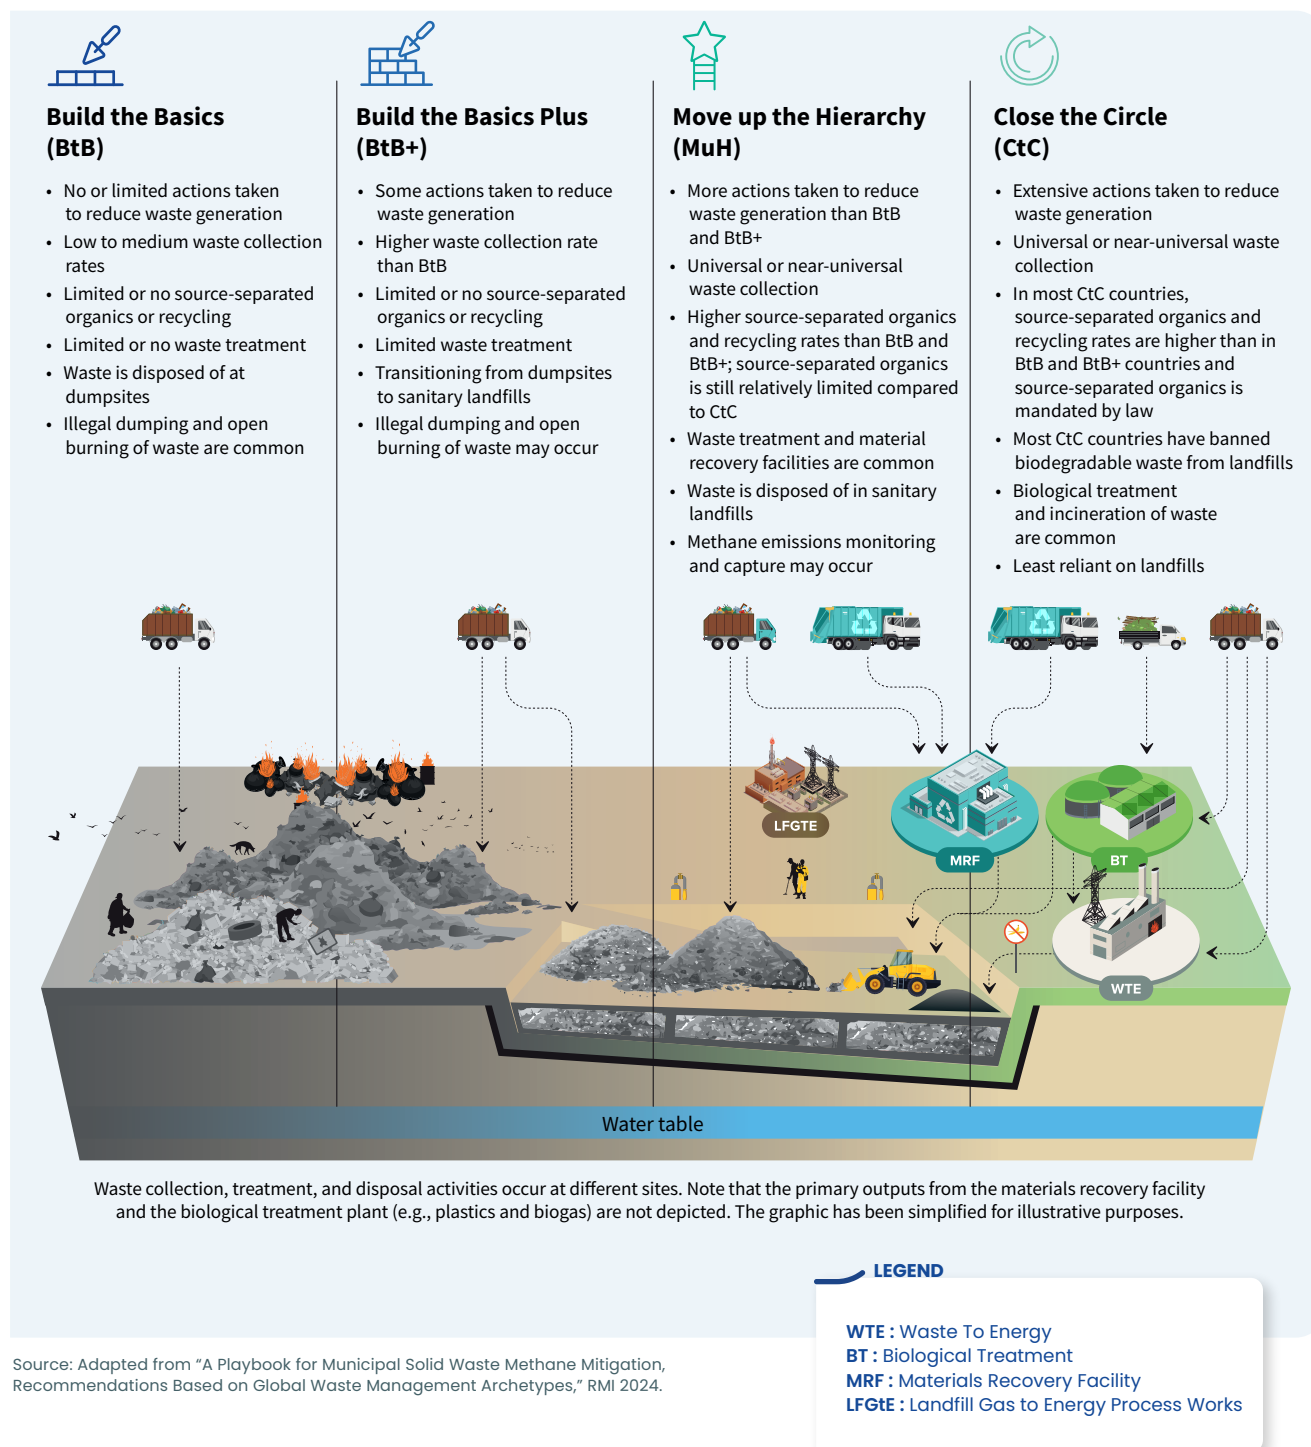 Build the Basics
(BtB)
• No or limited actions taken
to reduce waste generation
• Low to medium waste collection
rates
• Limited or no source-separated
organics or recycling
• Limited or no waste treatment
• Waste is disposed of at
dumpsites
• Illegal dumping and open
burning of waste are common
Build the Basics Plus
(BtB+)
• Some actions taken to reduce
waste generation
• Higher waste collection rate
than BtB
• Limited or no source-separated
organics or recycling
• Limited waste treatment
• Transitioning from dumpsites
to sanitary landfills
• Illegal dumping and open
burning of waste may occur
Move up the Hierarchy
(MuH)
• More actions taken to reduce
waste generation than BtB
and BtB+
• Universal or near-universal
waste collection
• Higher source-separated organics
and recycling rates than BtB and
BtB+; source-separated organics
is still relatively limited compared
to CtC
• Waste treatment and material
recovery facilities are common
• Waste is disposed of in sanitary
landfills
• Methane emissions monitoring
and capture may occur
Close the Circle
(CtC)
• Extensive actions taken to reduce
waste generation
• Universal or near-universal waste
collection
• In most CtC countries,
source-separated organics and
recycling rates are higher than in
BtB and BtB+ countries and
source-separated organics is
mandated by law
• Most CtC countries have banned
biodegradable waste from landfills
• Biological treatment
and incineration of waste
are common
• Least reliant on landfills
LFGTE
MRF
BT
WTE
Water table
Waste collection, treatment, and disposal activities occur at different sites. Note that the primary outputs from the materials recovery facility
and the biological treatment plant (e.g., plastics and biogas) are not depicted. The graphic has been simplified for illustrative purposes.
LEGEND
WTE : Waste To Energy
BT : Biological Treatment
MRF : Materials Recovery Facility
LFGtE : Landfill Gas to Energy Process Works
Source: Adapted from “A Playbook for Municipal Solid Waste Methane Mitigation,
Recommendations Based on Global Waste Management Archetypes,” RMI 2024.